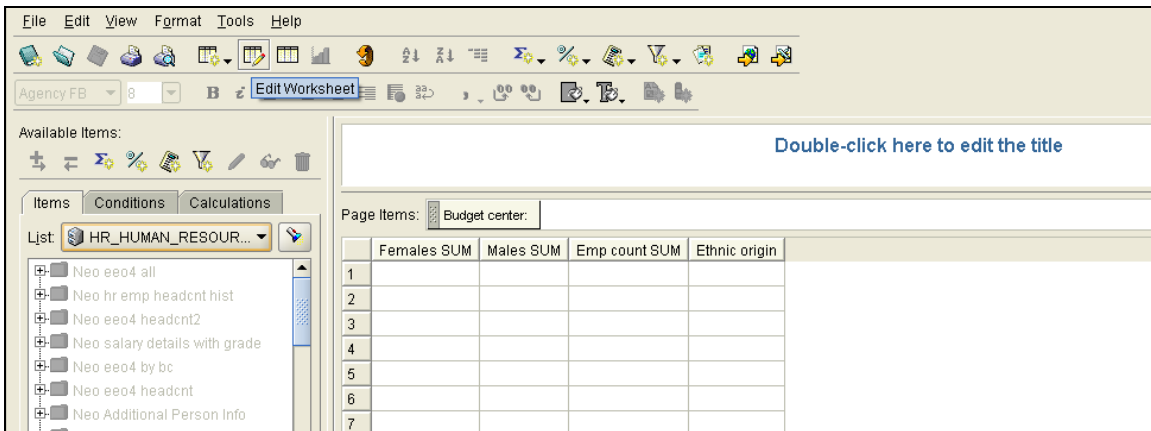 File Edit View Format Tools Help
Agency FB 8 B i Edit Worksheet
Available Items:
Double-click here to edit the title
Items Conditions Calculations
Page Items: Budget center:
List: HR_HUMAN_RESOUR...
Females SUM Males SUM Emp count SUM Ethnic origin
Neo eeo4 all
1
Neo hr emp headcnt hist
2
Neo eeo4 headcnt2
3
Neo salary details with grade
4
Neo eeo4 by bc
5
Neo eeo4 headcnt
6
Neo Additional Person Info
7